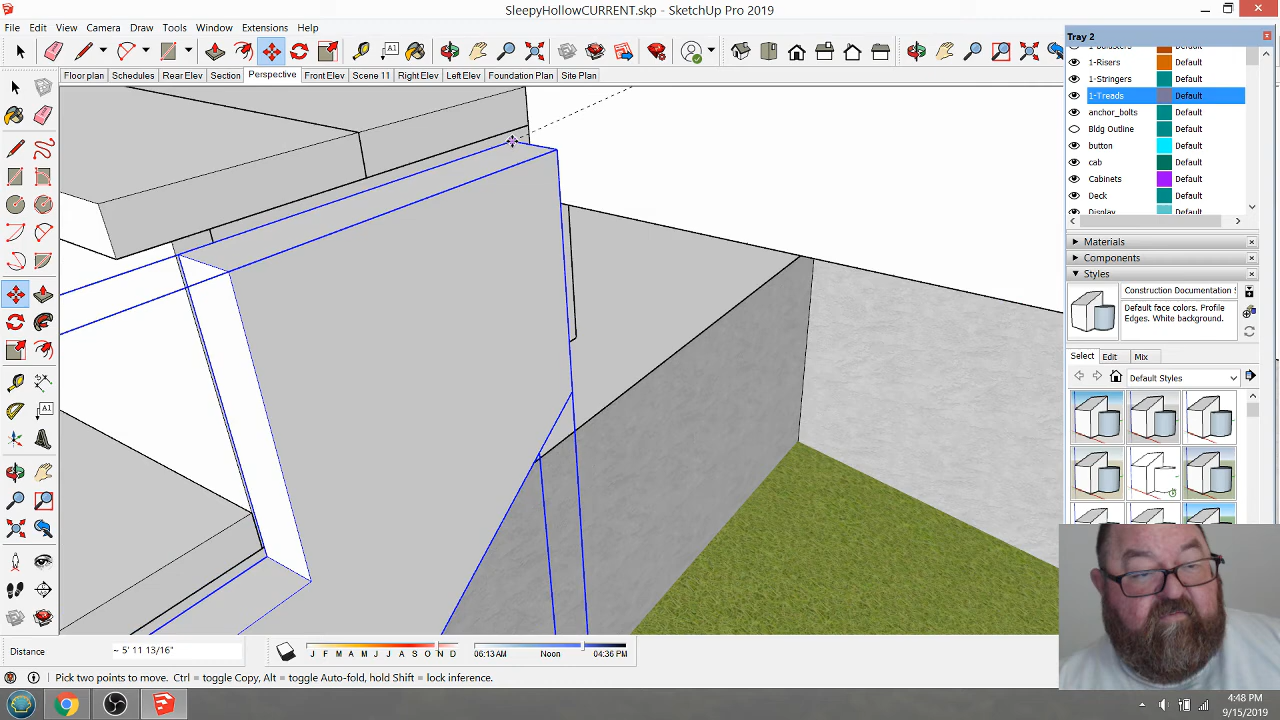 SleepyHollowCURRENT.skp - SketchUp Pro 2019
File Edit View Camera Draw Tools Window Extensions Help
A1
Floor plan Schedules Rear Elev Section Perspective Front Elev Scene 11 Right Elev Left Elev Foundation Plan Site Plan
Tray 2
1-Risers Default
1-Stringers Default
1-Treads Default
anchor_bolts Default
Bldg Outline Default
button Default
cab Default
Cabinets Default
Deck Default
Display Default
Materials
Components
Styles
Construction Documentation
Default face colors. Profile
Edges. White background.
Select Edit Mix
Default Styles
A1
Distance ~ 5' 11 13/16"
J F M A M J J A S O N D
06:13 AM Noon 04:36 PM
Pick two points to move. Ctrl = toggle Copy, Alt = toggle Auto-fold, hold Shift = lock inference.
4:48 PM
9/15/2019